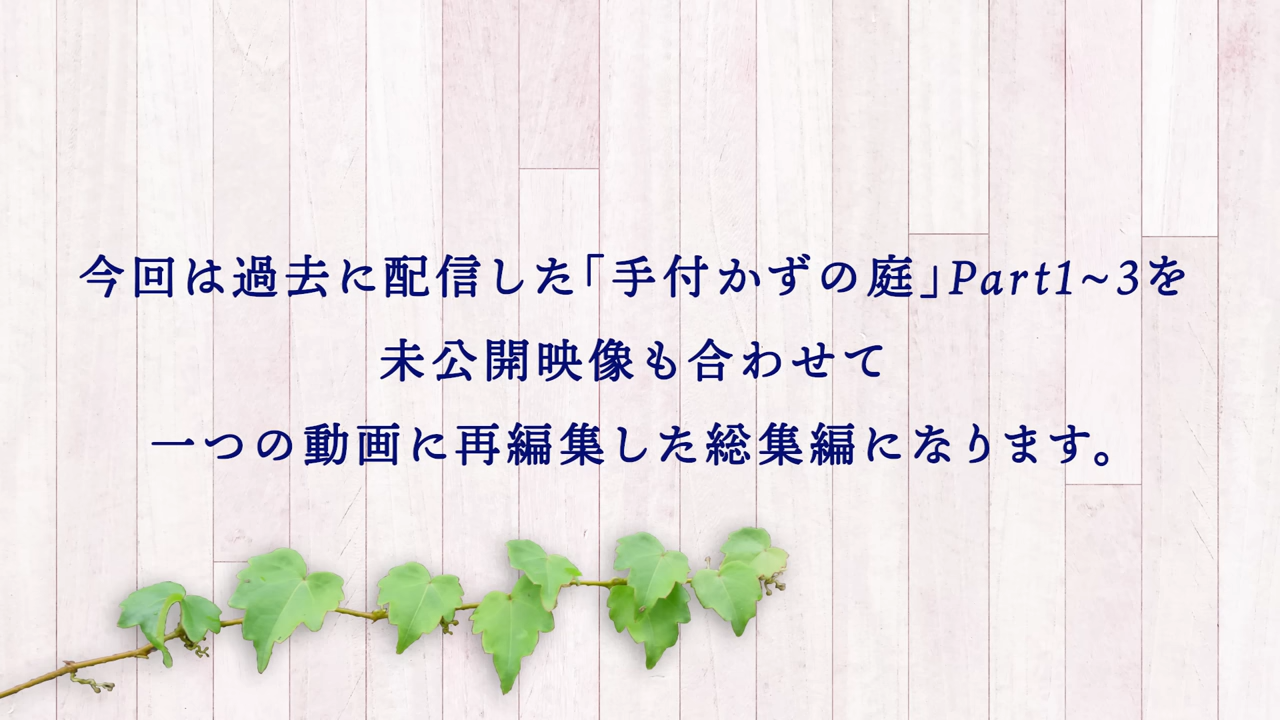 今回は過去に配信した「手付かずの庭」Part1~3を
未公開映像も合わせて
一つの動画に再編集した総集編になります。